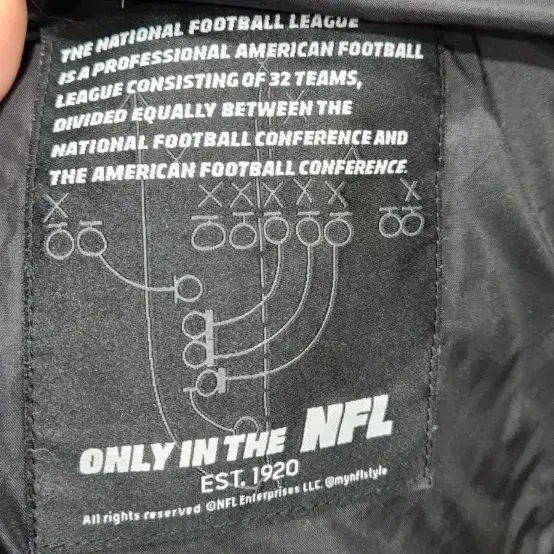 THE NATIONAL FOOTBALL LEAGUE
IS A PROFESSIONAL AMERICAN FOOTBALL
LEAGUE CONSISTING OF 32 TEAMS,
DIVIDED EQUALLY BETWEEN THE
NATIONAL FOOTBALL CONFERENCE AND
THE AMERICAN FOOTBALL CONFERENCE.
ONLY IN THE NFL
EST. 1920
All rights reserved ©NFL Enterprises LLC. @mynflstyle